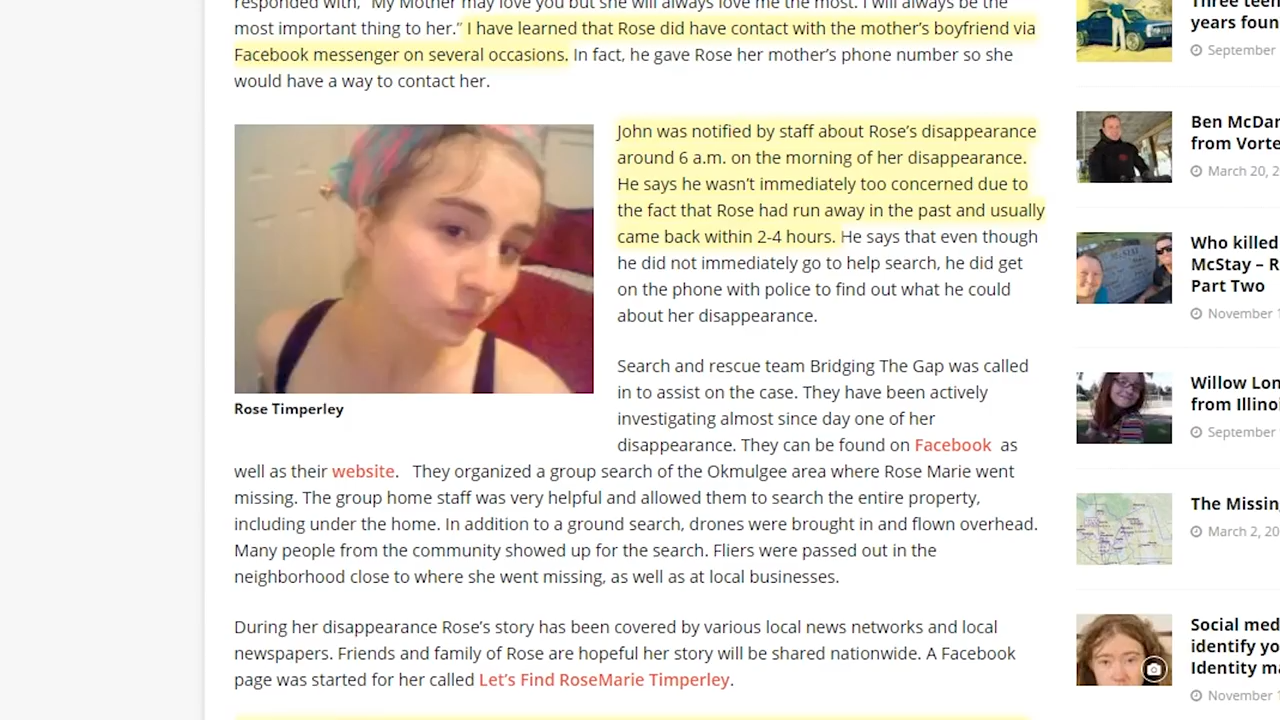 responded with, “My Mother may love you but she will always love me the most. I will always be the
most important thing to her.” I have learned that Rose did have contact with the mother’s boyfriend via
Facebook messenger on several occasions. In fact, he gave Rose her mother’s phone number so she
would have a way to contact her.
John was notified by staff about Rose’s disappearance
around 6 a.m. on the morning of her disappearance.
He says he wasn’t immediately too concerned due to
the fact that Rose had run away in the past and usually
came back within 2-4 hours. He says that even though
he did not immediately go to help search, he did get
on the phone with police to find out what he could
about her disappearance.
Rose Timperley
Search and rescue team Bridging The Gap was called
in to assist on the case. They have been actively
investigating almost since day one of her
disappearance. They can be found on Facebook as
well as their website. They organized a group search of the Okmulgee area where Rose Marie went
missing. The group home staff was very helpful and allowed them to search the entire property,
including under the home. In addition to a ground search, drones were brought in and flown overhead.
Many people from the community showed up for the search. Fliers were passed out in the
neighborhood close to where she went missing, as well as at local businesses.
During her disappearance Rose’s story has been covered by various local news networks and local
newspapers. Friends and family of Rose are hopeful her story will be shared nationwide. A Facebook
page was started for her called Let’s Find RoseMarie Timperley.
Three teen
years foun
September
Ben McDan
from Vorte
March 20, 2
Who killed
McStay – R
Part Two
November 1
Willow Lon
from Illinoi
September
The Missin
March 2, 20
Social med
identify yo
Identity ma
November 1